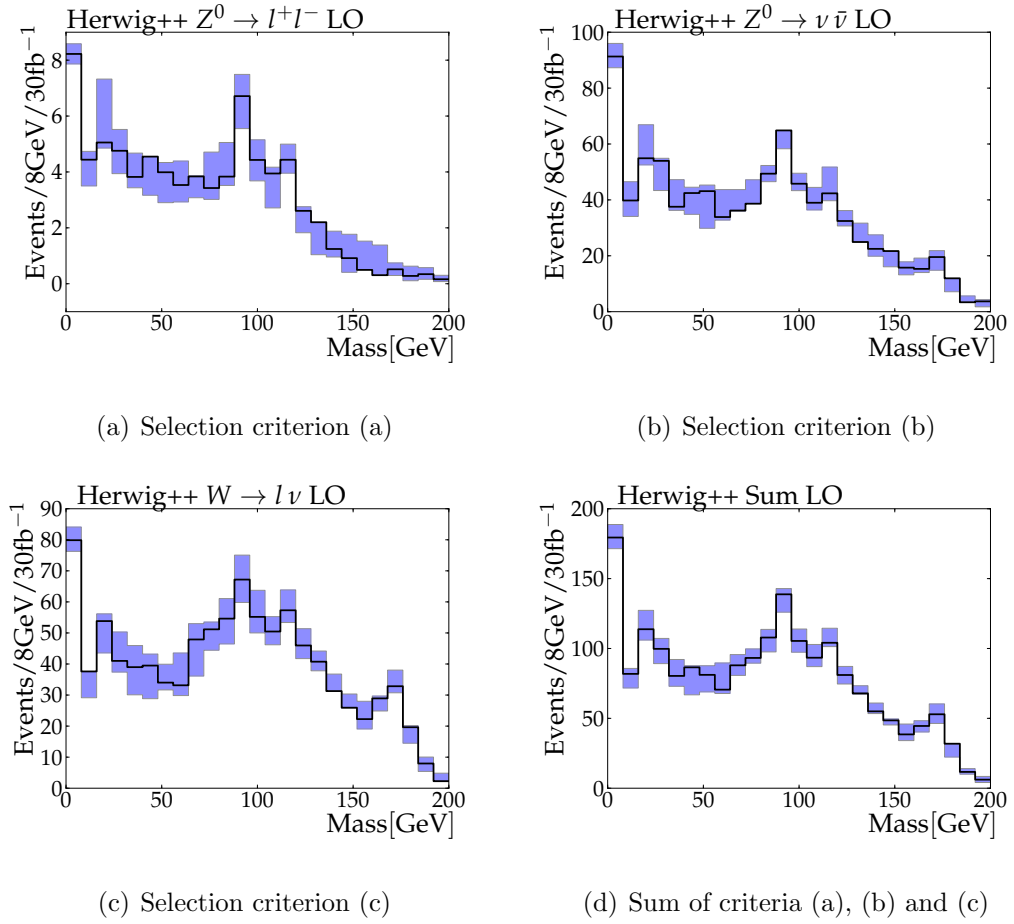 Herwig++ Z⁰ → l⁺l⁻ LO
Events/8GeV/30fb⁻¹
8
6
4
2
0
0 50 100 150 200
Mass[GeV]
(a) Selection criterion (a)
Herwig++ Z⁰ → ν ν̄ LO
Events/8GeV/30fb⁻¹
100
80
60
40
20
0
0 50 100 150 200
Mass[GeV]
(b) Selection criterion (b)
Herwig++ W → l ν LO
Events/8GeV/30fb⁻¹
90
80
70
60
50
40
30
20
10
0
0 50 100 150 200
Mass[GeV]
(c) Selection criterion (c)
Herwig++ Sum LO
Events/8GeV/30fb⁻¹
200
150
100
50
0
0 50 100 150 200
Mass[GeV]
(d) Sum of criteria (a), (b) and (c)